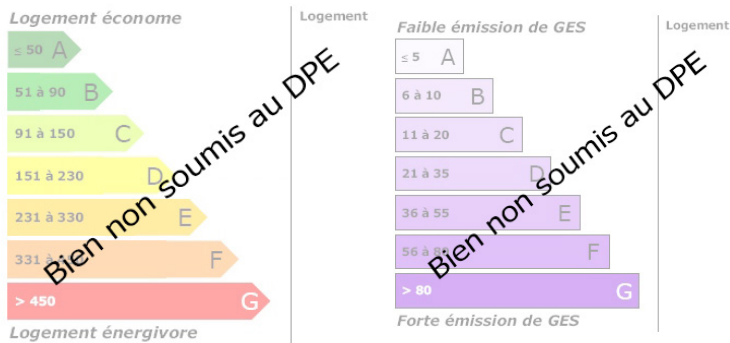 Logement économe
Logement
≤ 50 A
51 à 90 B
91 à 150 C
151 à 230 D
231 à 330 E
331 F
> 450 G
Logement énergivore
Bien non soumis au DPE
Faible émission de GES
Logement
≤ 5 A
6 à 10 B
11 à 20 C
21 à 35 D
36 à 55 E
56 à 80 F
> 80 G
Forte émission de GES
Bien non soumis au DPE